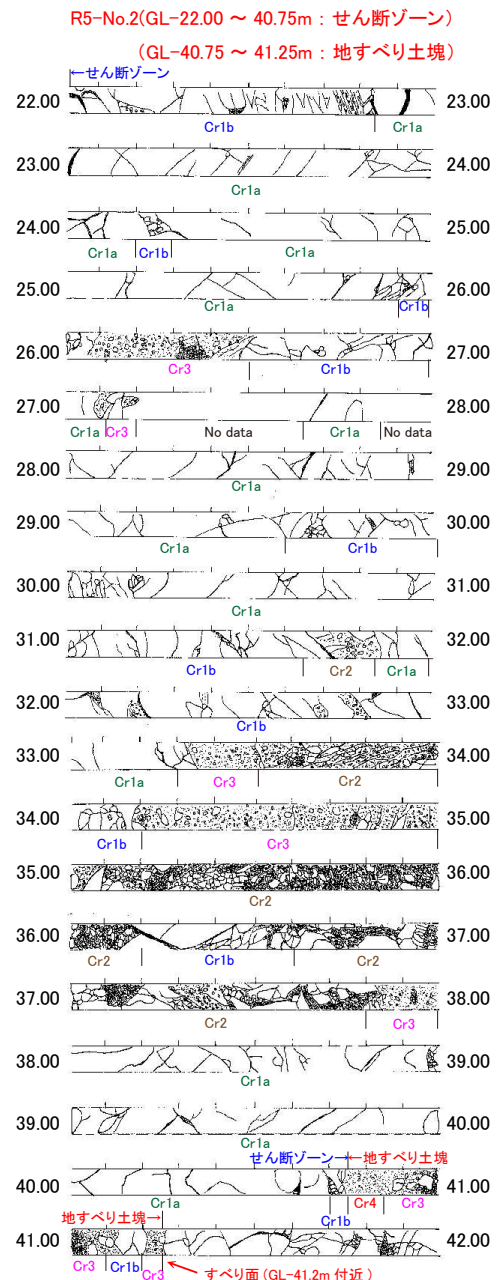 R5-No.2(GL-22.00 ～ 40.75m : せん断ゾーン)
(GL-40.75 ～ 41.25m : 地すべり土塊)
←せん断ゾーン
22.00 23.00
Cr1b Cr1a
23.00 24.00
Cr1a
24.00 25.00
Cr1a Cr1b Cr1a
25.00 26.00
Cr1a Cr1b
26.00 27.00
Cr3 Cr1b
27.00 28.00
Cr1a Cr3 No data Cr1a No data
28.00 29.00
Cr1a
29.00 30.00
Cr1a Cr1b
30.00 31.00
Cr1a
31.00 32.00
Cr1b Cr2 Cr1a
32.00 33.00
Cr1b
33.00 34.00
Cr1a Cr3 Cr2
34.00 35.00
Cr1b Cr3
35.00 36.00
Cr2
36.00 37.00
Cr2 Cr1b Cr2
37.00 38.00
Cr2 Cr3
38.00 39.00
Cr1a
39.00 40.00
Cr1a
せん断ゾーン→←地すべり土塊
40.00 41.00
Cr1a Cr4 Cr3
Cr1b
地すべり土塊→
41.00 42.00
Cr3 Cr1b Cr3
すべり面(GL-41.2m 付近)